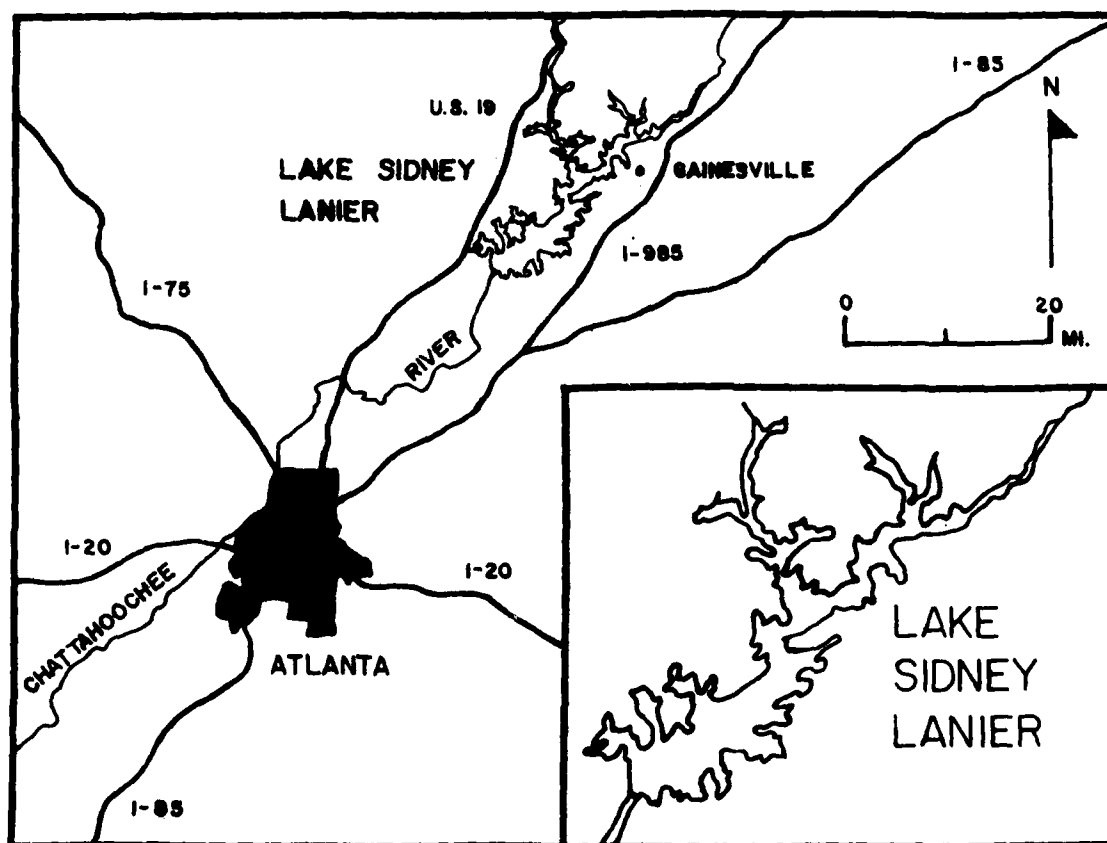 I-85
N
U.S. 19
LAKE SIDNEY
LANIER
GAINESVILLE
I-985
I-75
0 20
MI.
RIVER
I-20
I-20
CHATTAHOOCHEE
ATLANTA
I-85
LAKE
SIDNEY
LANIER